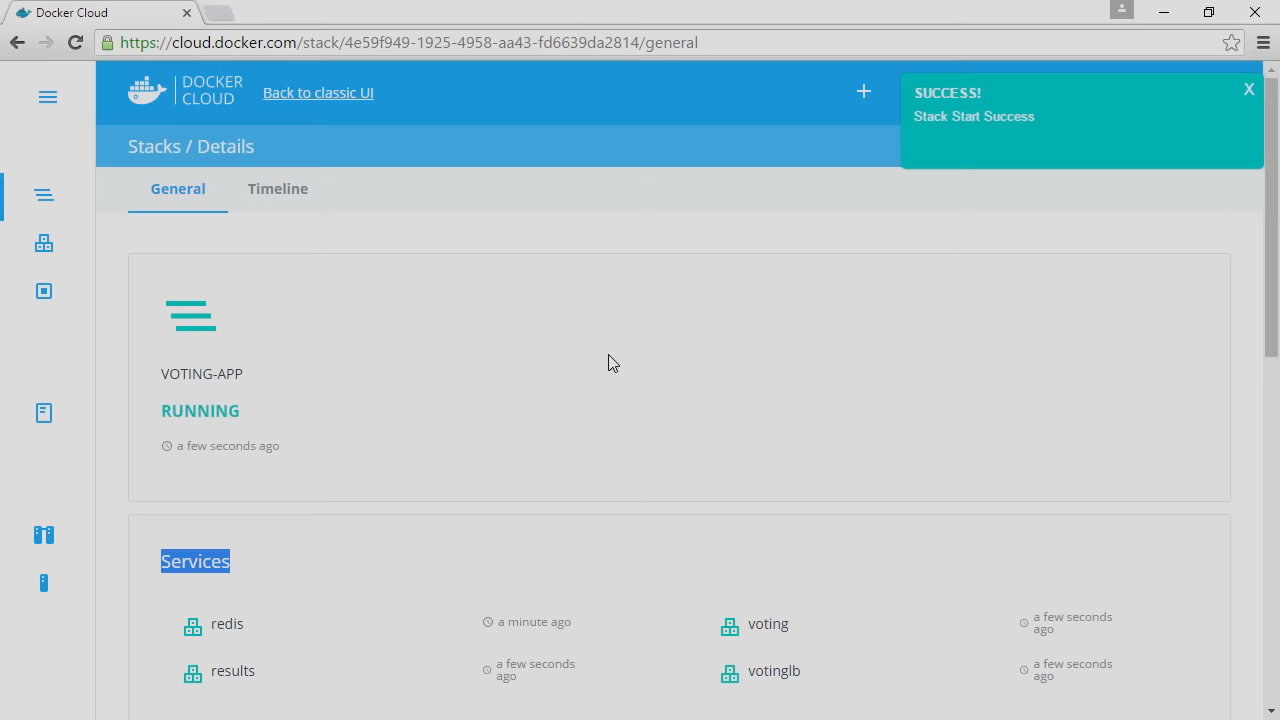 Docker Cloud
https://cloud.docker.com/stack/4e59f949-1925-4958-aa43-fd6639da2814/general
DOCKER
CLOUD
Back to classic UI
SUCCESS!
X
Stack Start Success
Stacks / Details
General
Timeline
VOTING-APP
RUNNING
a few seconds ago
Services
redis
a minute ago
voting
a few seconds
ago
results
a few seconds
ago
votinglb
a few seconds
ago